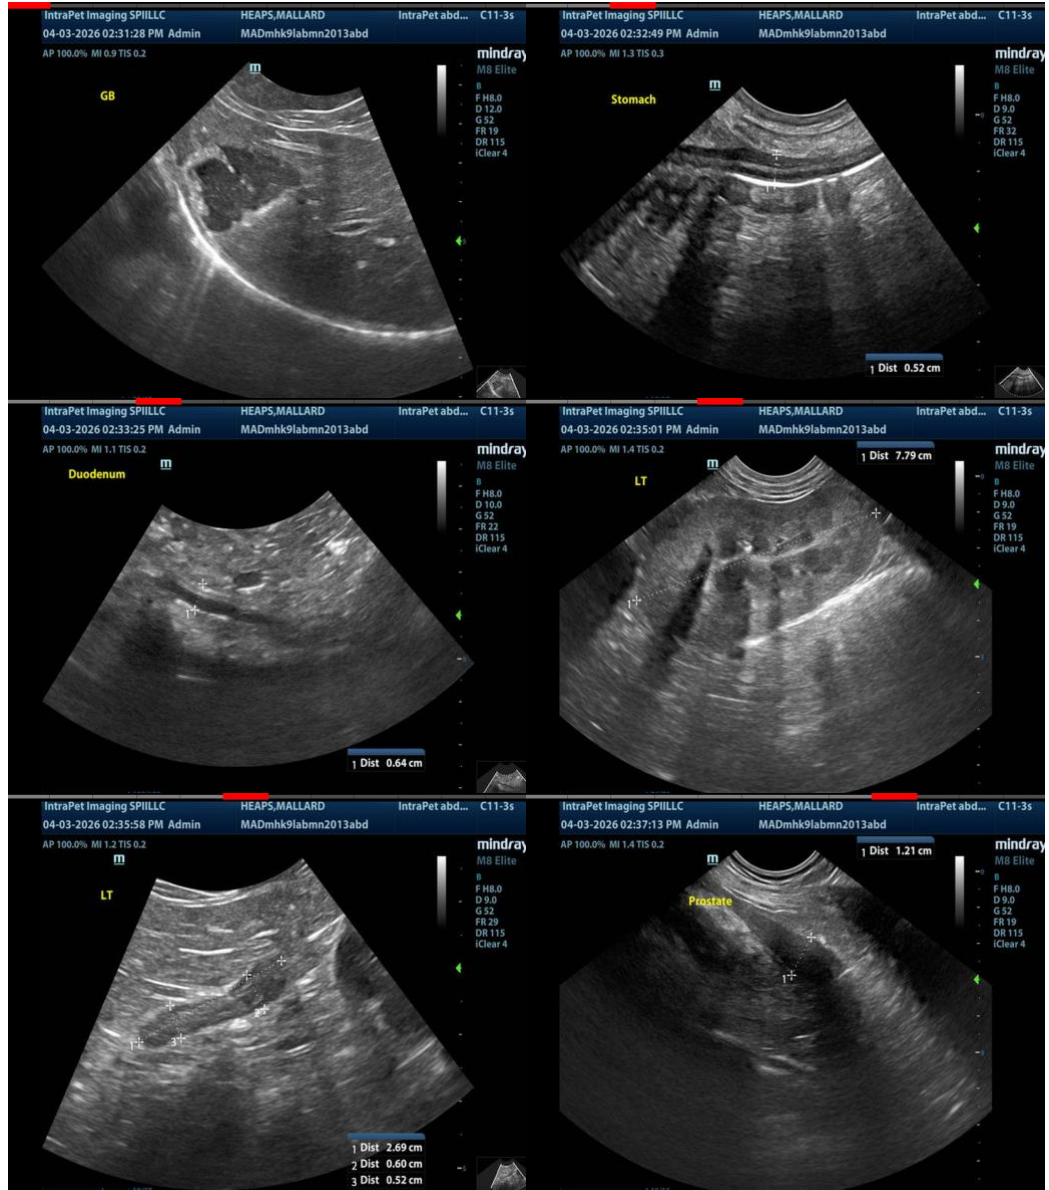 IntraPet Imaging SPIILLC HEAPS,MALLARD IntraPet abd... C11-3s
04-03-2026 02:31:28 PM Admin MADmhk9labmn2013abd
AP 100.0% MI 0.9 TIS 0.2
mindray
M8 Elite
m
GB
B
F H8.0
D 12.0
G 52
FR 19
DR 115
iClear 4
IntraPet Imaging SPIILLC HEAPS,MALLARD IntraPet abd... C11-3s
04-03-2026 02:32:49 PM Admin MADmhk9labmn2013abd
AP 100.0% MI 1.3 TIS 0.3
mindray
M8 Elite
m
Stomach
B
F H8.0
D 9.0
G 52
FR 32
DR 115
iClear 4
1
1 Dist 0.52 cm
IntraPet Imaging SPIILLC HEAPS,MALLARD IntraPet abd... C11-3s
04-03-2026 02:33:25 PM Admin MADmhk9labmn2013abd
AP 100.0% MI 1.1 TIS 0.2
mindray
M8 Elite
m
Duodenum
B
F H8.0
D 10.0
G 52
FR 22
DR 115
iClear 4
1
1 Dist 0.64 cm
IntraPet Imaging SPIILLC HEAPS,MALLARD IntraPet abd... C11-3s
04-03-2026 02:35:01 PM Admin MADmhk9labmn2013abd
AP 100.0% MI 1.4 TIS 0.2
1 Dist 7.79 cm
mindray
M8 Elite
m
LT
B
F H8.0
D 9.0
G 52
FR 19
DR 115
iClear 4
1
IntraPet Imaging SPIILLC HEAPS,MALLARD IntraPet abd... C11-3s
04-03-2026 02:35:58 PM Admin MADmhk9labmn2013abd
AP 100.0% MI 1.2 TIS 0.2
mindray
M8 Elite
m
LT
B
F H8.0
D 9.0
G 52
FR 29
DR 115
iClear 4
2
1
3
1 Dist 2.69 cm
2 Dist 0.60 cm
3 Dist 0.52 cm
IntraPet Imaging SPIILLC HEAPS,MALLARD IntraPet abd... C11-3s
04-03-2026 02:37:13 PM Admin MADmhk9labmn2013abd
AP 100.0% MI 1.4 TIS 0.2
1 Dist 1.21 cm
mindray
M8 Elite
m
Prostate
B
F H8.0
D 9.0
G 52
FR 19
DR 115
iClear 4
1